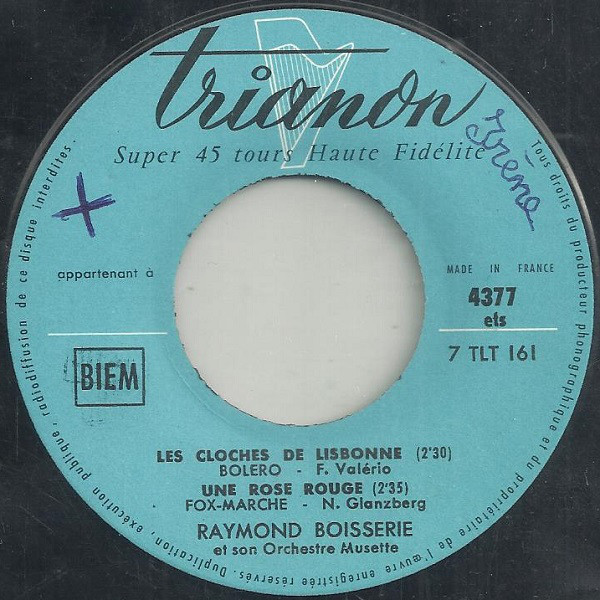 trianon
Super 45 tours Haute Fidélité
Irème
appartenant à
MADE IN FRANCE
4377
ets
7 TLT 161
BIEM
LES CLOCHES DE LISBONNE (2'30)
BOLERO - F. Valério
UNE ROSE ROUGE (2'35)
FOX-MARCHE - N. Glanzberg
RAYMOND BOISSERIE
et son Orchestre Musette
Tous droits du producteur phonographique et du propriétaire de l'œuvre enregistrée réservés. Duplication, exécution publique, radiodiffusion de ce disque interdites.